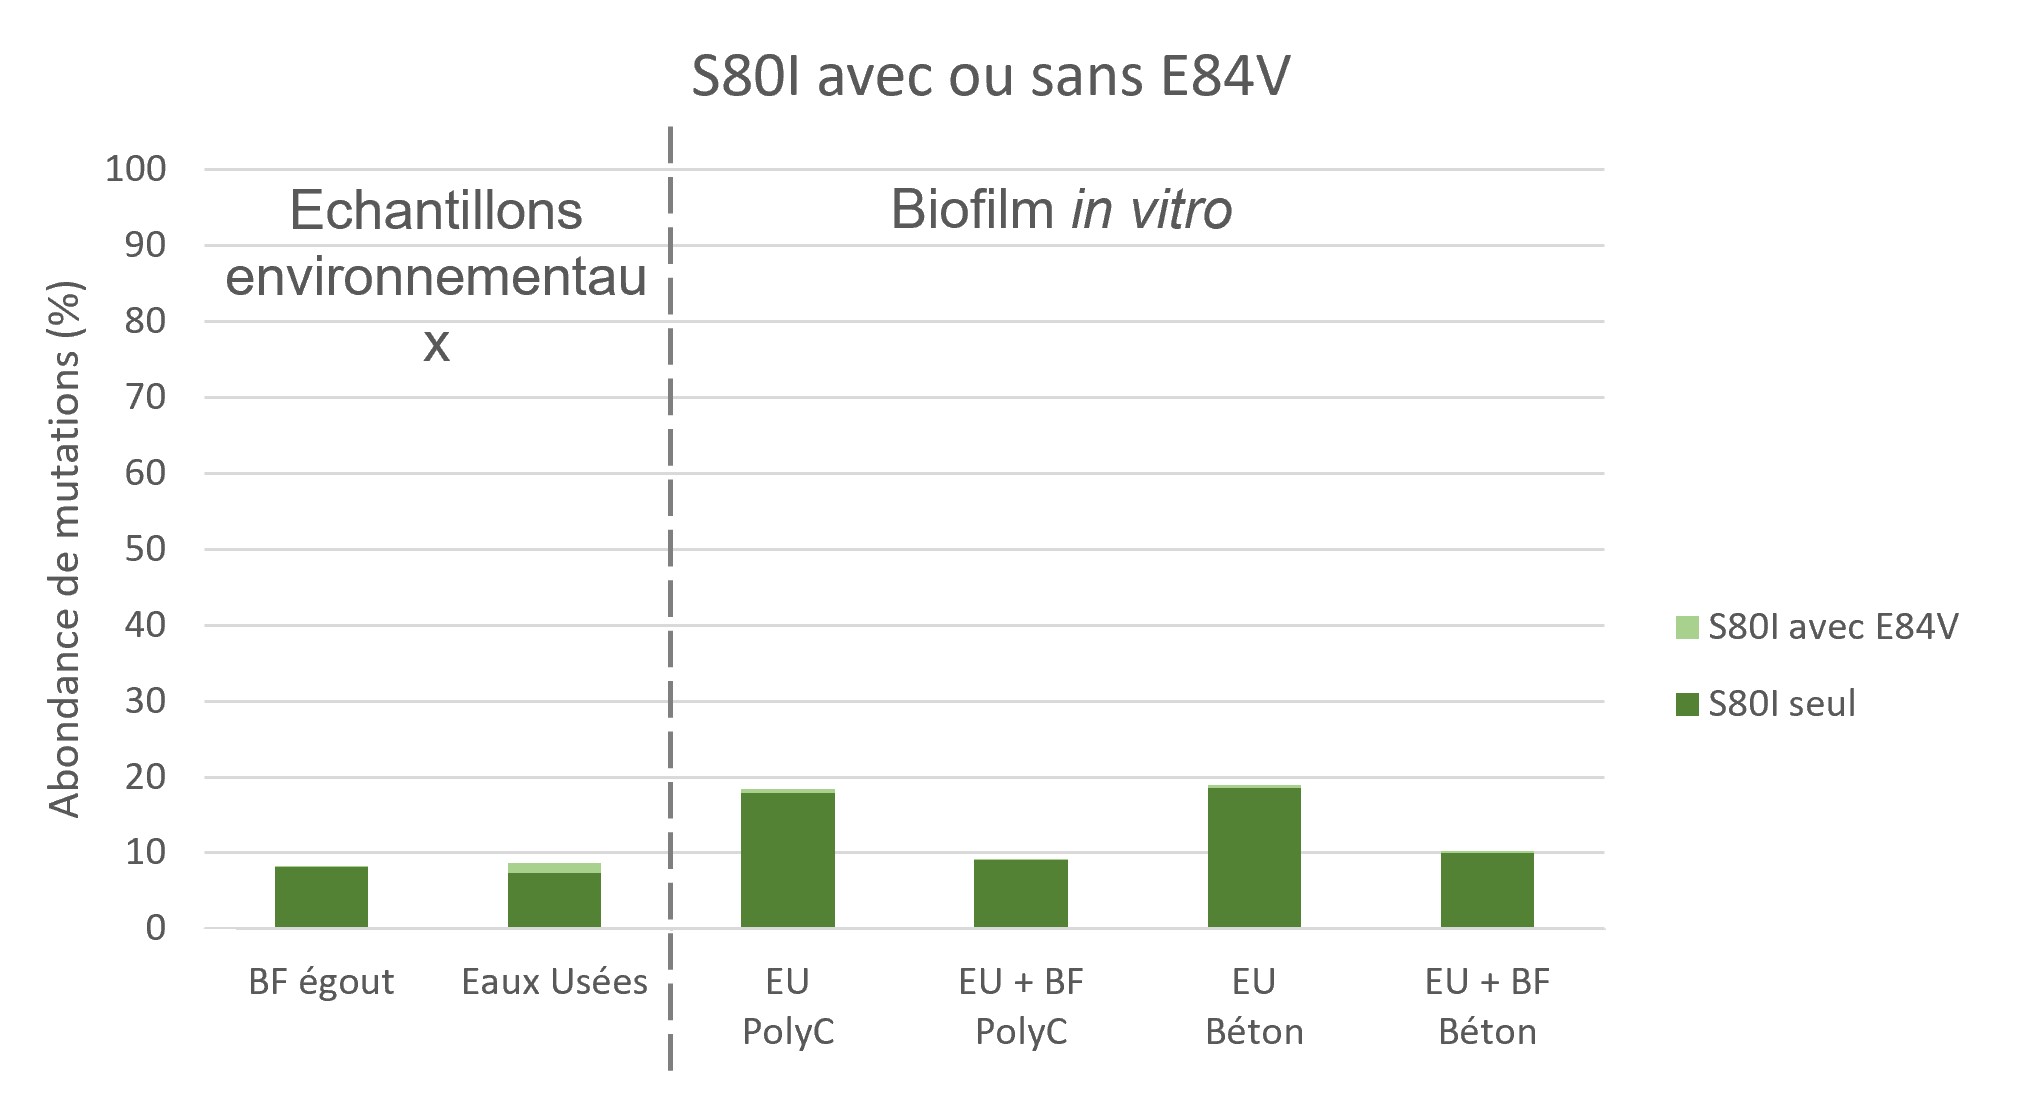 S80I avec ou sans E84V
Echantillons
environnementau
x
Biofilm in vitro
Abondance de mutations (%)
100
90
80
70
60
50
40
30
20
10
0
BF égout
Eaux Usées
EU
PolyC
EU + BF
PolyC
EU
Béton
EU + BF
Béton
S80I avec E84V
S80I seul